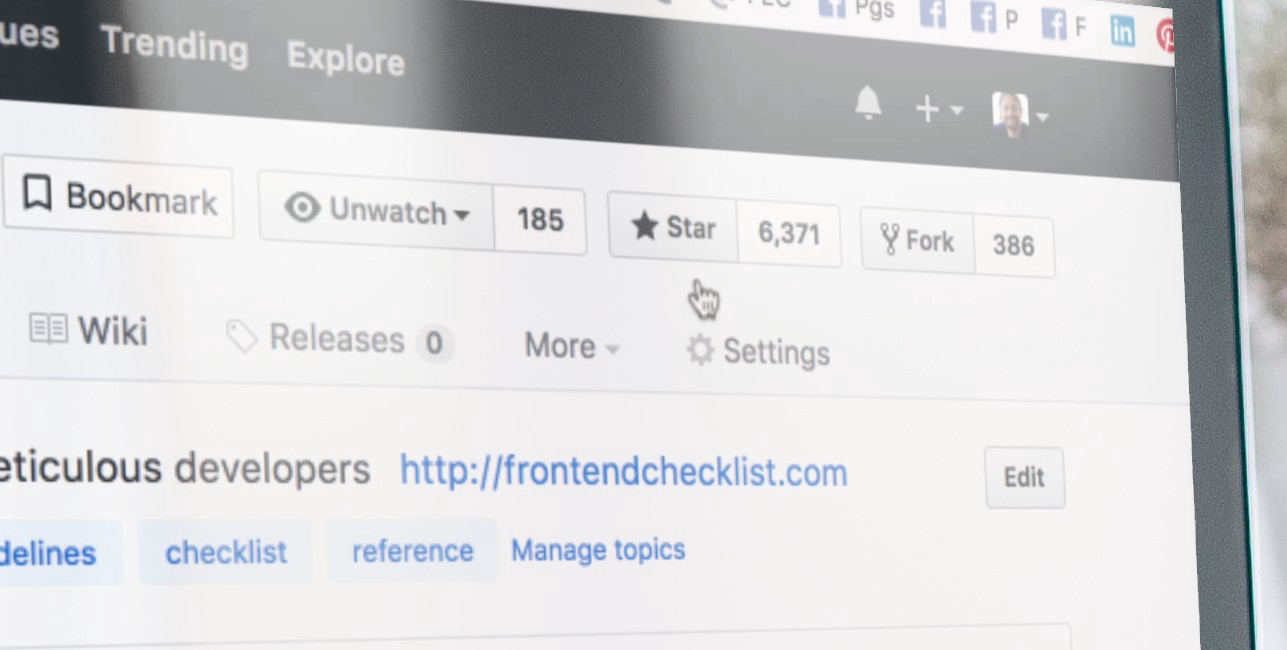 Pgs P F
ues Trending Explore
Bookmark Unwatch 185 Star 6,371 Fork 386
Wiki Releases 0 More Settings
eticulous developers http://frontendchecklist.com Edit
delines checklist reference Manage topics